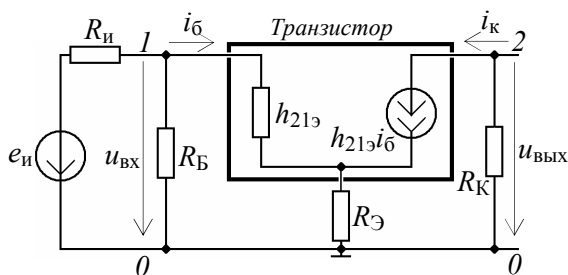 Rи 1 iб Транзистор iк 2
h21э
h21эiб
eи uвх RБ RК uвых
RЭ
0 0